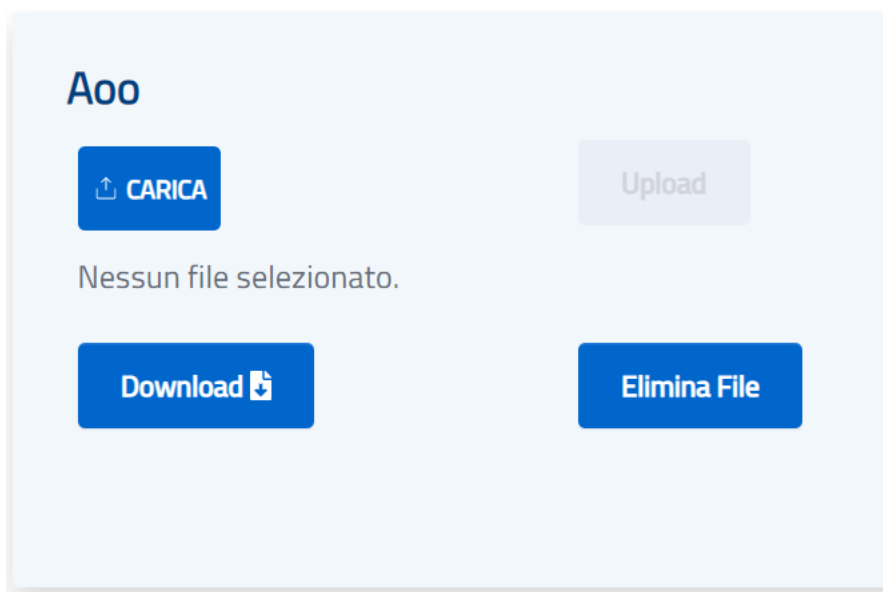 Aoo
CARICA
Upload
Nessun file selezionato.
Download
Elimina File